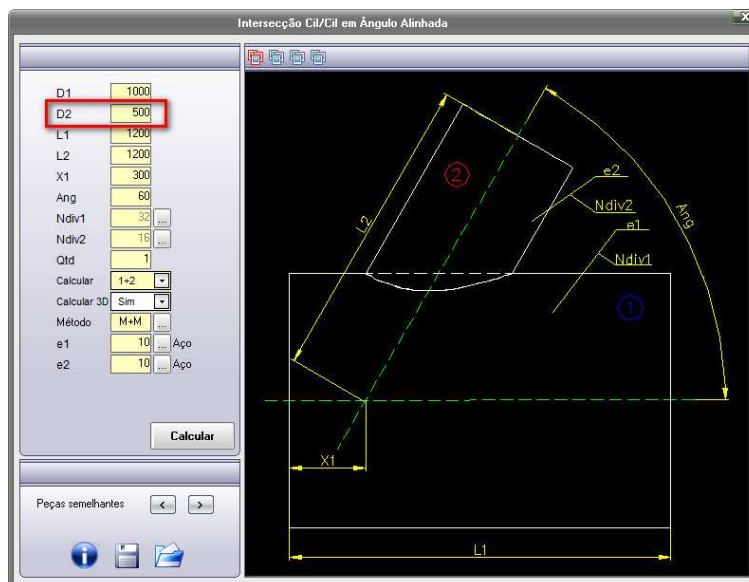 Intersecção Cil/Cil em Ângulo Alinhada
D1 1000
D2 500
L1 1200
L2 1200
X1 300
Ang 60
Ndiv1 32 ...
Ndiv2 16 ...
Qtd 1
Calcular 1+2
Calcular 3D Sim
Método M+M ...
e1 10 ... Aço
e2 10 ... Aço
Calcular
Peças semelhantes < >
2
e2
Ndiv2
e1
Ndiv1
Ang
L2
1
X1
L1